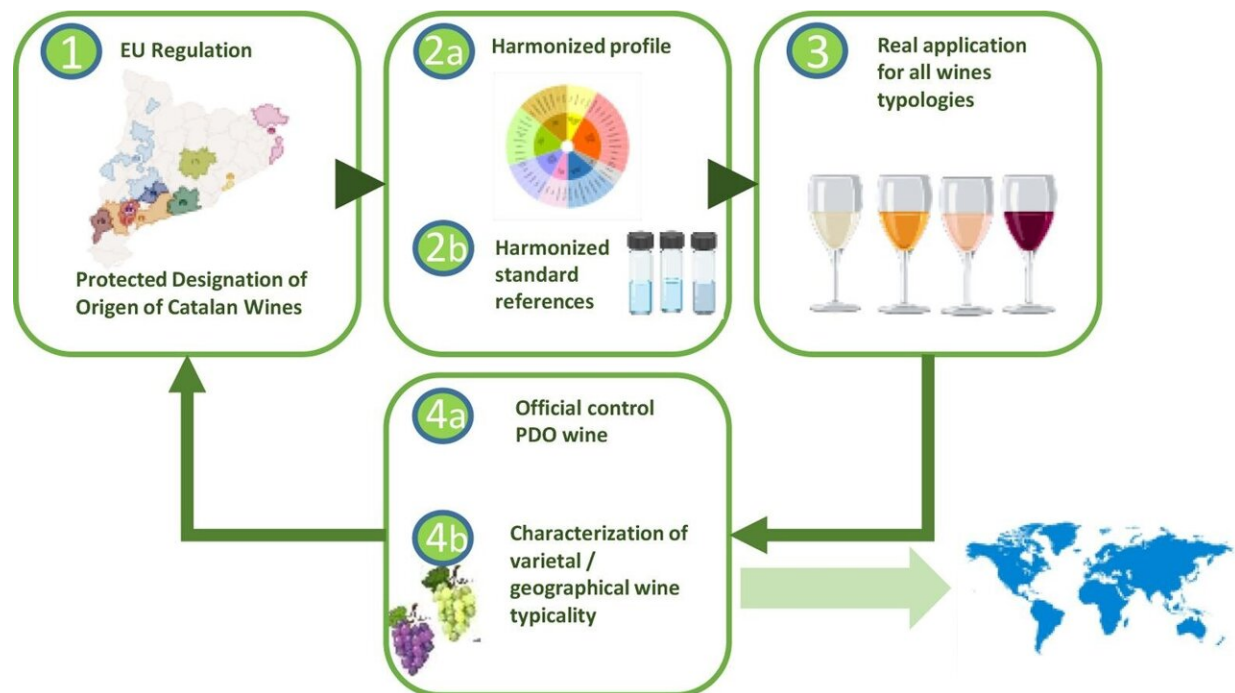 1
EU Regulation
Protected Designation of
Origen of Catalan Wines
2a
Harmonized profile
2b
Harmonized
standard
references
3
Real application
for all wines
typologies
4a
Official control
PDO wine
4b
Characterization of
varietal /
geographical wine
typicality